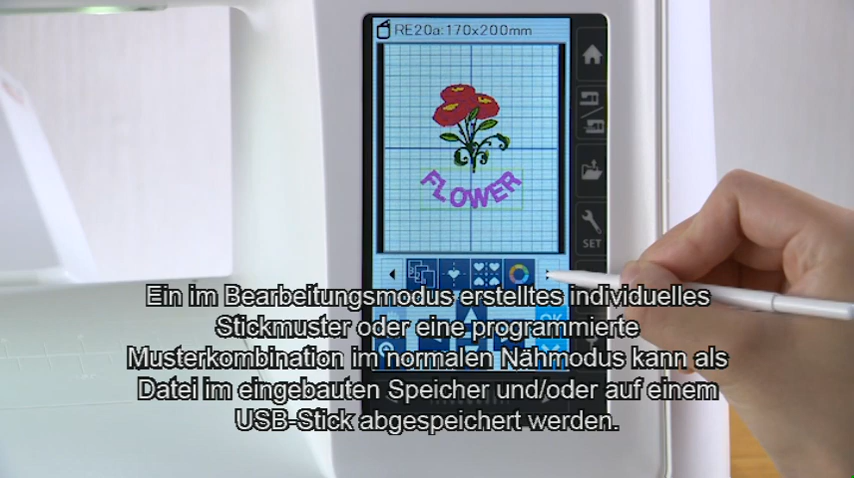 RE20a:170x200mm
FLOWER
SET
OK
Ein im Bearbeitungsmodus erstelltes individuelles
Stickmuster oder eine programmierte
Musterkombination im normalen Nähmodus kann als
Datei im eingebauten Speicher und/oder auf einem
USB-Stick abgespeichert werden.